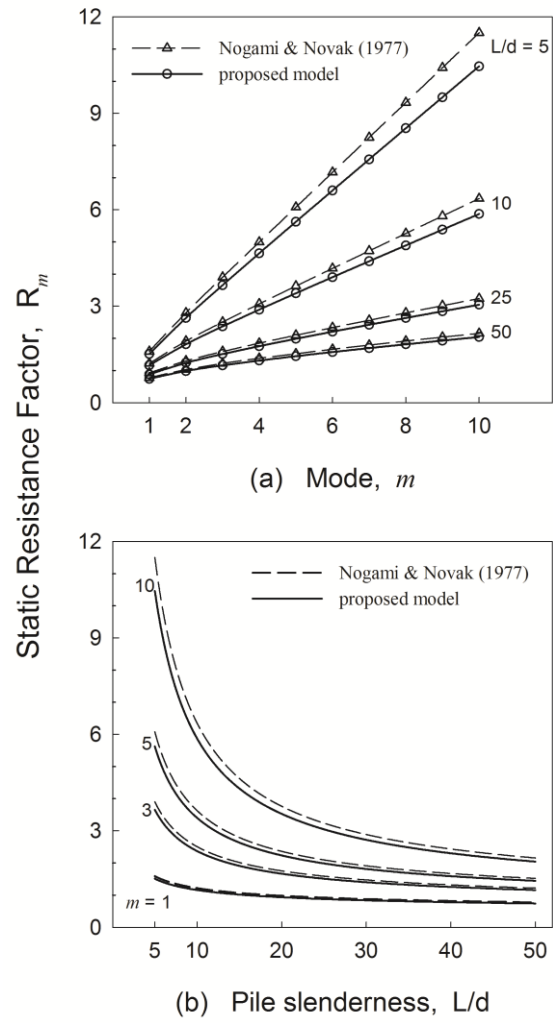 Static Resistance Factor, R_m
12
9
6
3
0
Nogami & Novak (1977)
proposed model
L/d = 5
10
25
50
1 2 4 6 8 10
(a) Mode, m
12
9
6
3
0
Nogami & Novak (1977)
proposed model
10
5
3
m = 1
5 10 20 30 40 50
(b) Pile slenderness, L/d